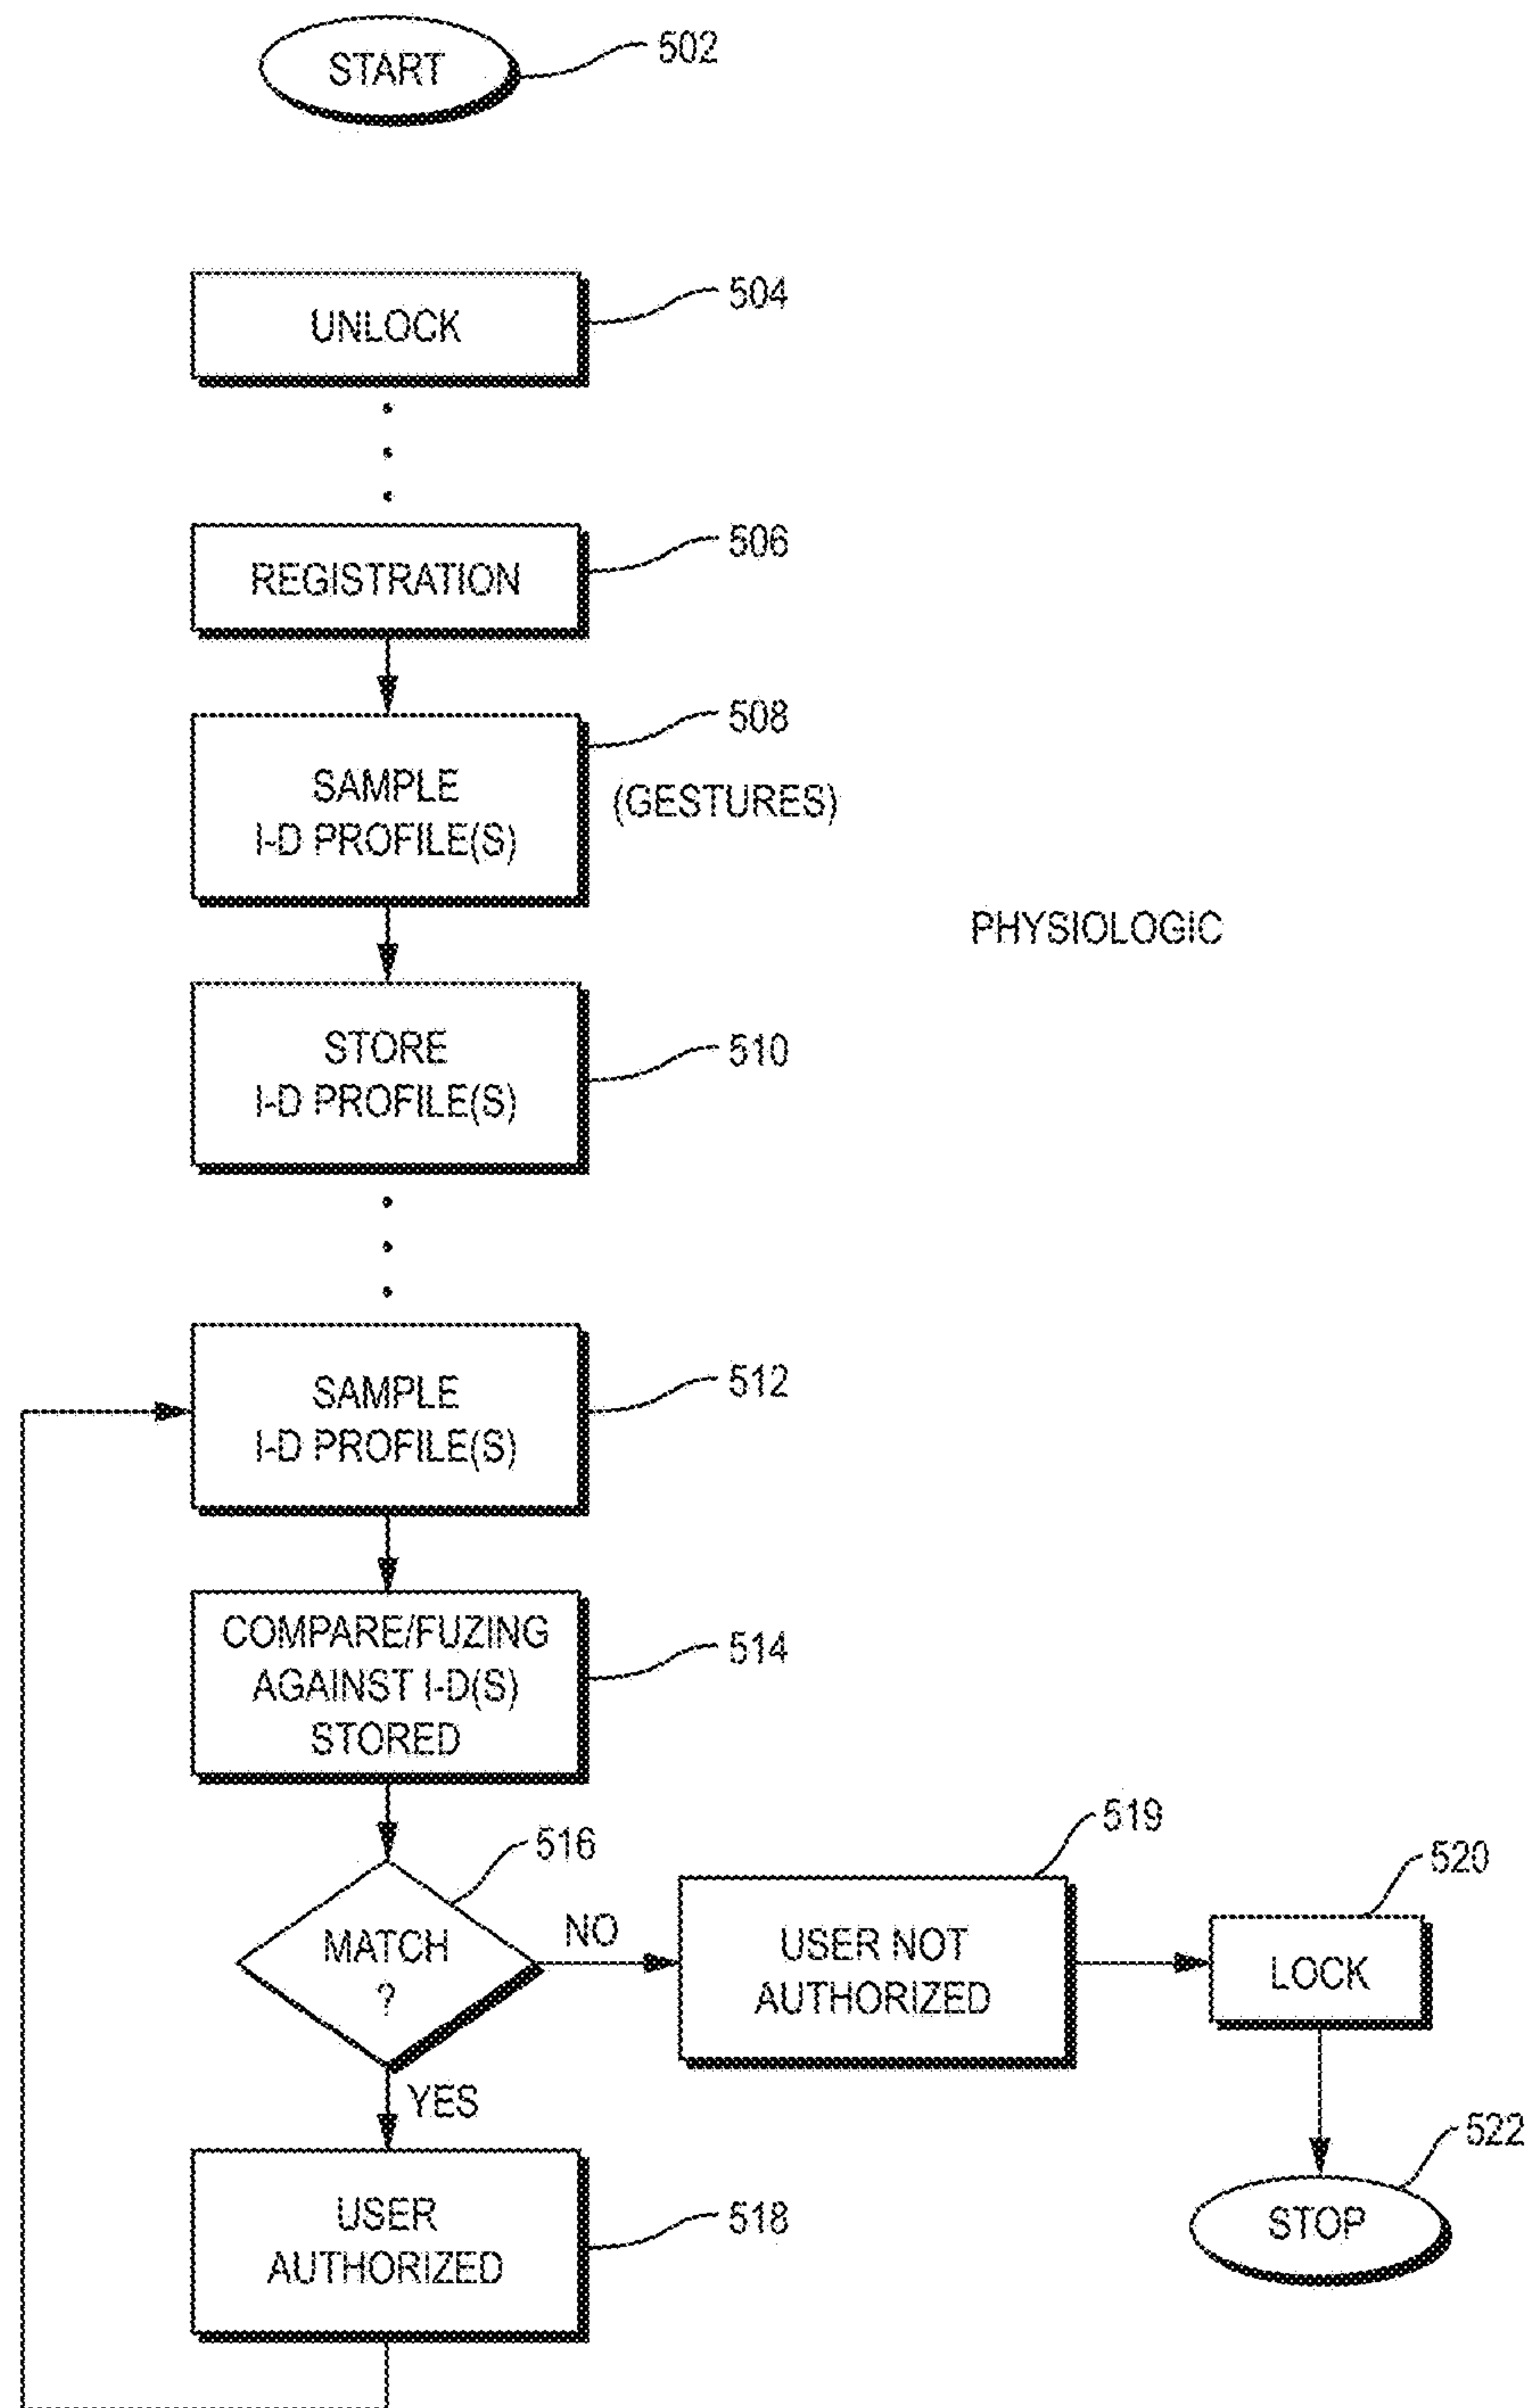 START
502
UNLOCK
504
REGISTRATION
506
SAMPLE
I-D PROFILE(S)
508
(GESTURES)
PHYSIOLOGIC
STORE
I-D PROFILE(S)
510
SAMPLE
I-D PROFILE(S)
512
COMPARE/FUZING
AGAINST I-D(S)
STORED
514
MATCH
?
516
NO
USER NOT
AUTHORIZED
519
LOCK
520
YES
USER
AUTHORIZED
518
STOP
522